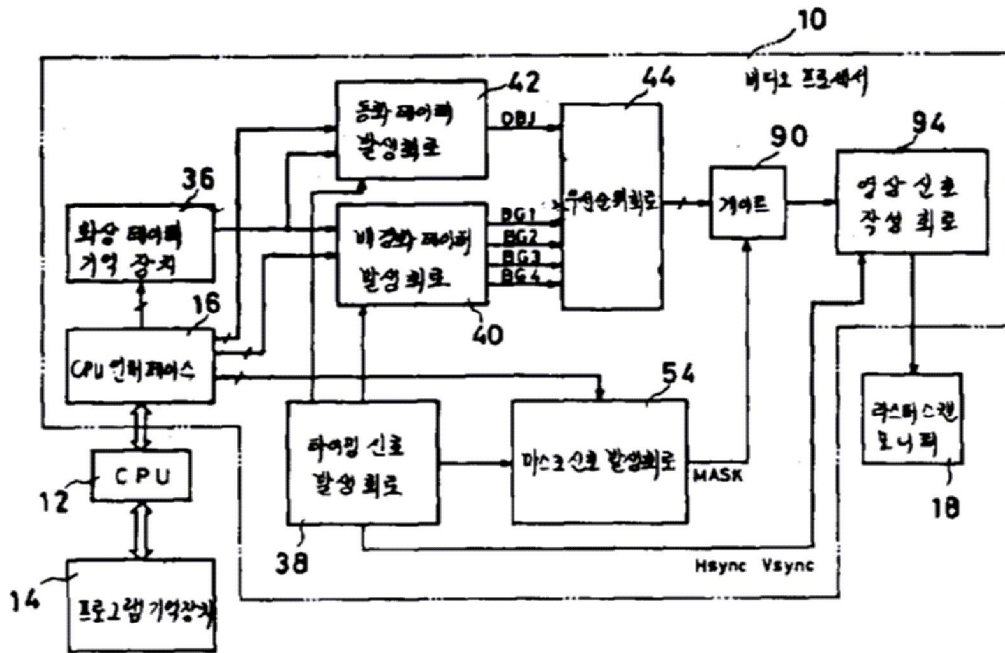 10
비디오 프로세서
42
동화 데이터
발생회로
OBJ
44
우선순위회로
90
게이트
94
영상 신호
작성 회로
36
화상 데이터
기억 장치
배경화 데이터
발생 회로
40
BG1
BG2
BG3
BG4
16
CPU 인터페이스
타이밍 신호
발생 회로
38
54
마스크신호 발생회로
MASK
라스터 스캔
모니터
18
12
CPU
Hsync Vsync
14
프로그램 기억장치